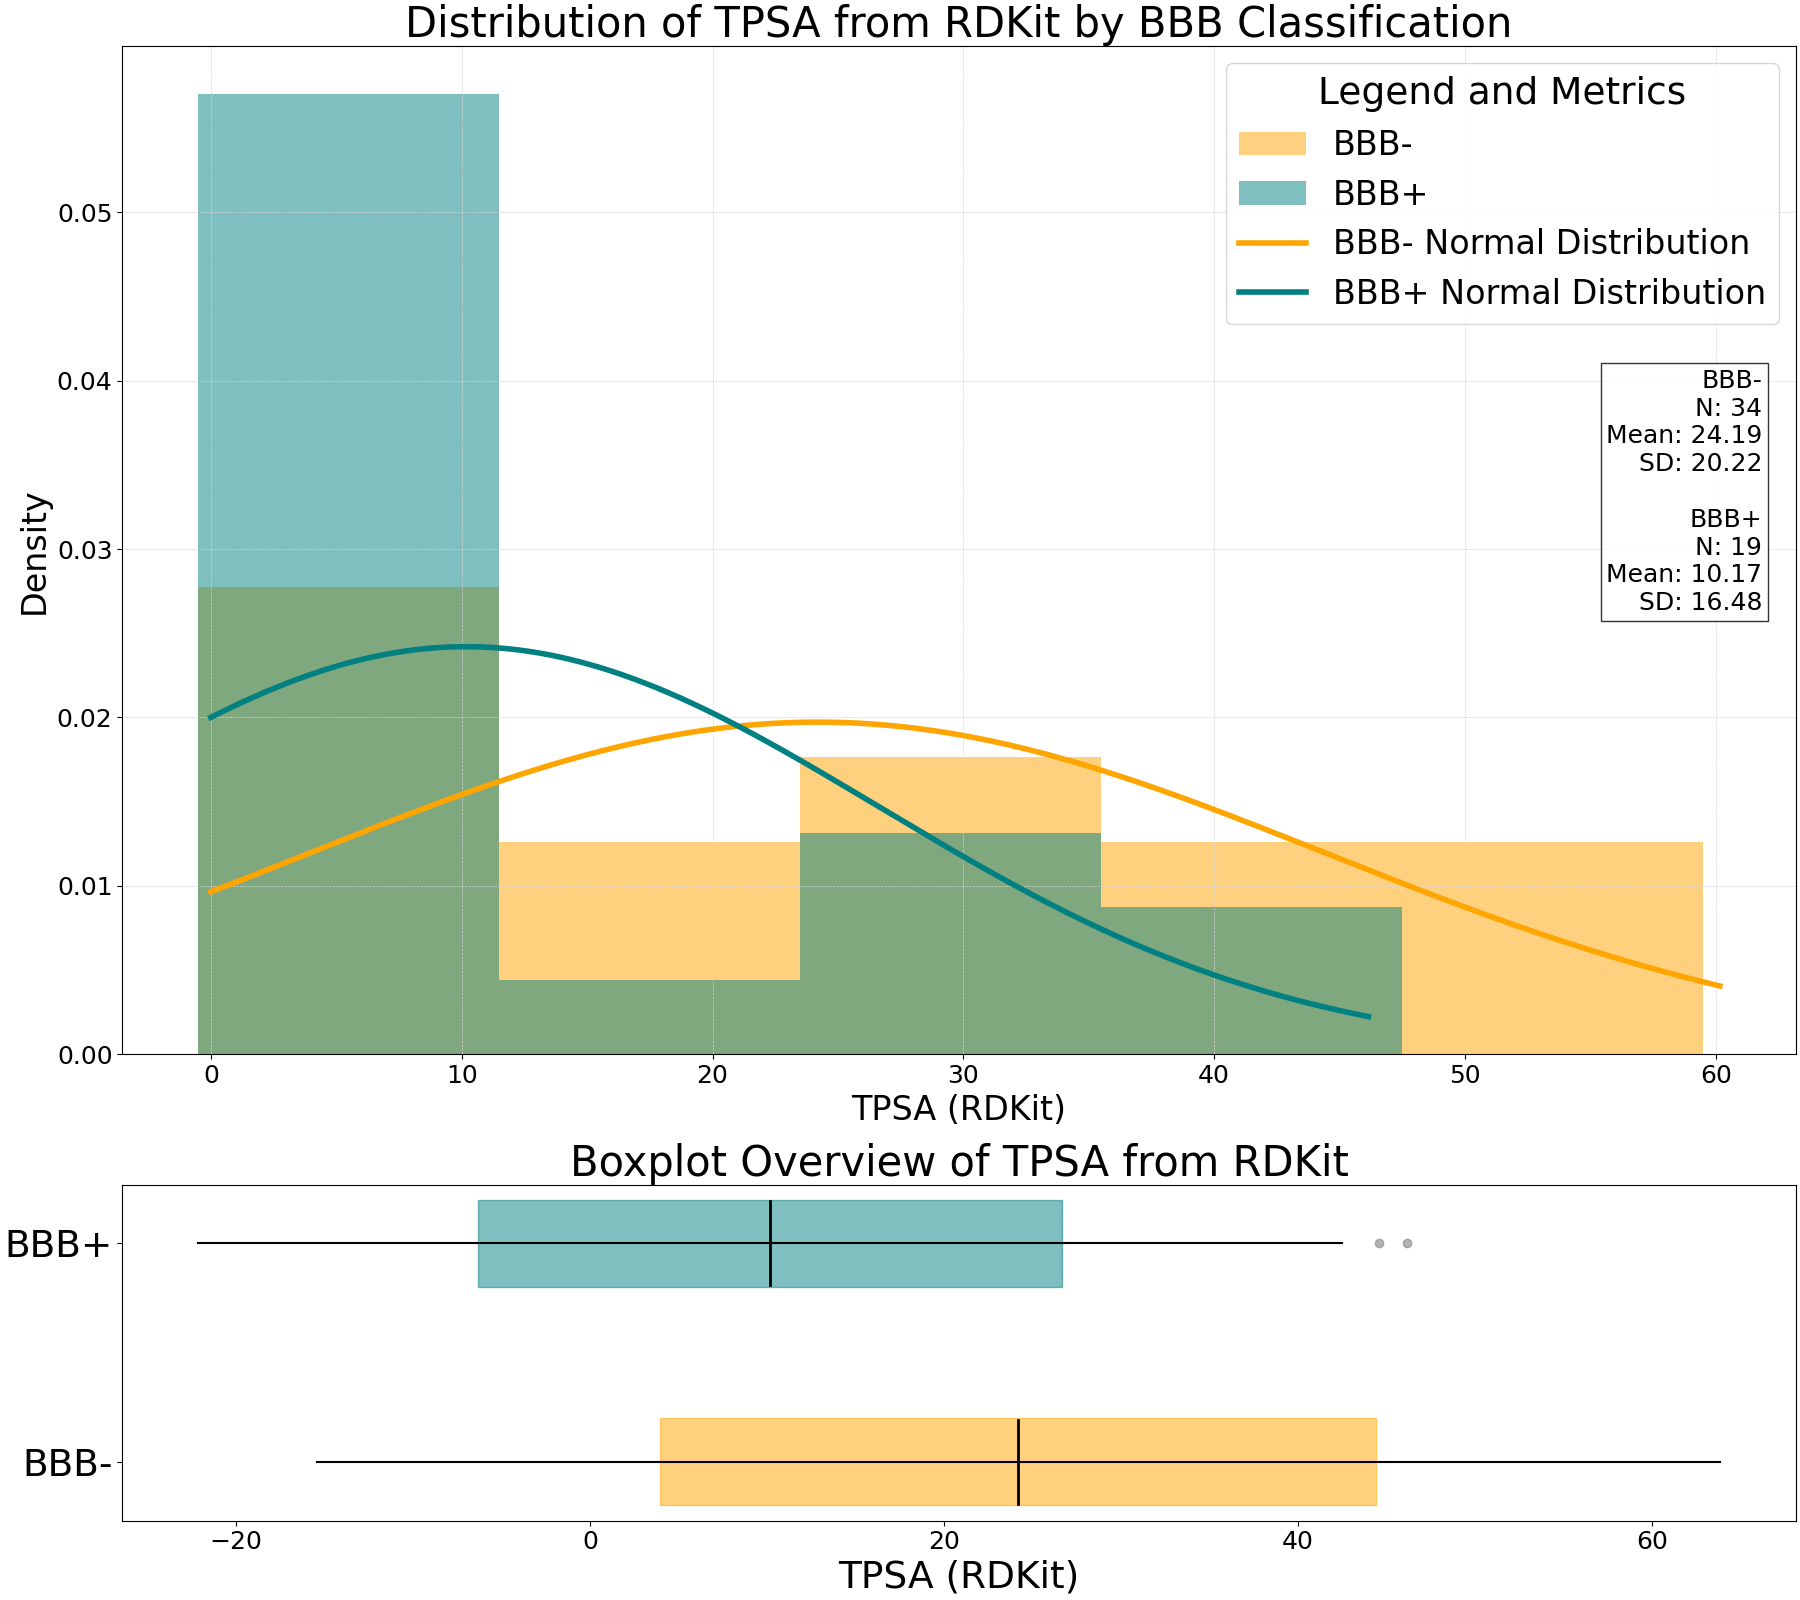 Distribution of TPSA from RDKit by BBB Classification
Legend and Metrics
BBB-
BBB+
BBB- Normal Distribution
BBB+ Normal Distribution
BBB-
N: 34
Mean: 24.19
SD: 20.22
BBB+
N: 19
Mean: 10.17
SD: 16.48
Density
0.05
0.04
0.03
0.02
0.01
0.00
0 10 20 30 40 50 60
TPSA (RDKit)
Boxplot Overview of TPSA from RDKit
BBB+
BBB-
−20 0 20 40 60
TPSA (RDKit)